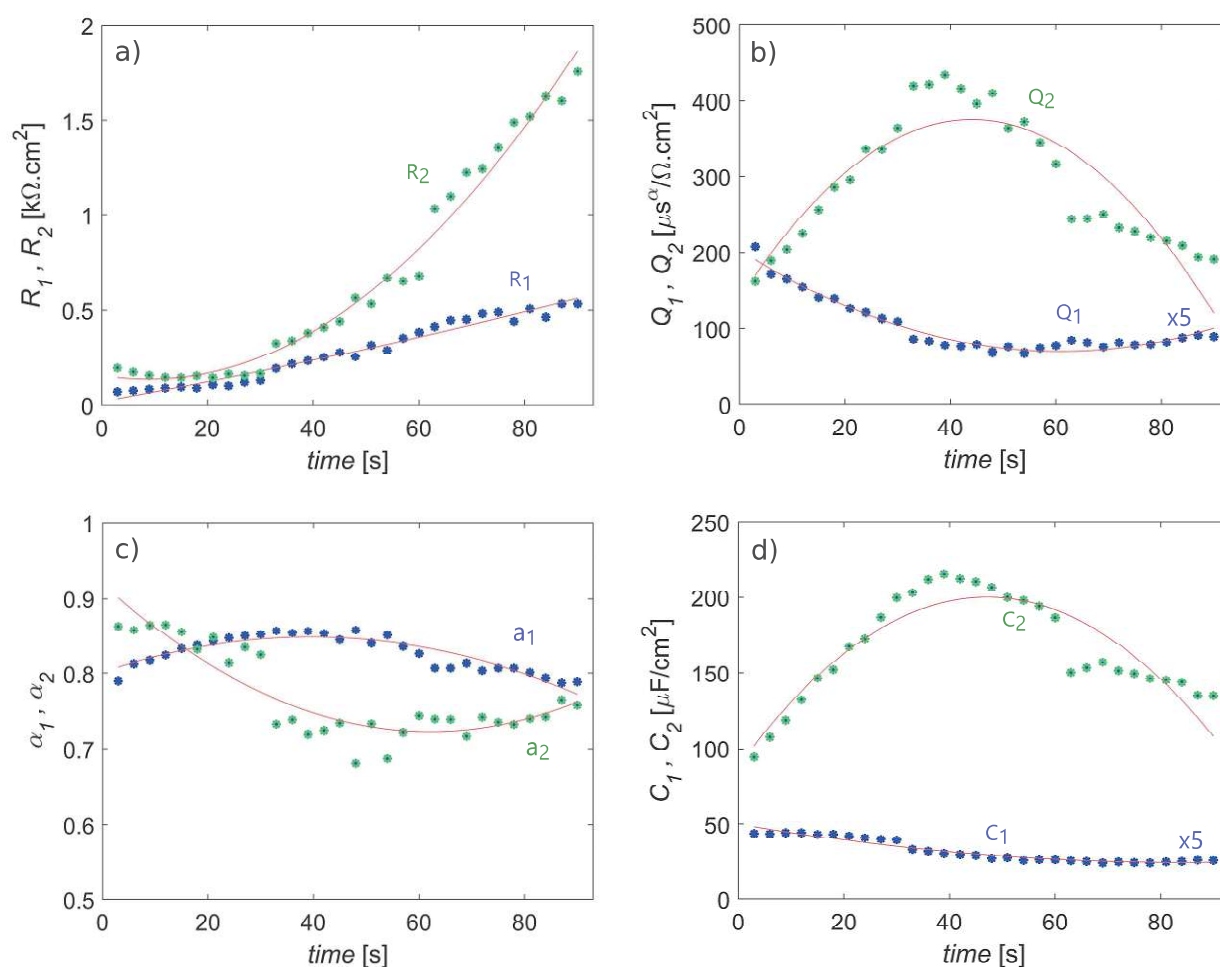 a)
2
1.5
1
0.5
0
R₁ , R₂ [kΩ.cm²]
R₂
R₁
0 20 40 60 80
time [s]
b)
500
400
300
200
100
0
Q₁ , Q₂ [μsᵅ/Ω.cm²]
Q₂
Q₁
x5
0 20 40 60 80
time [s]
c)
1
0.9
0.8
0.7
0.6
0.5
α₁ , α₂
a₁
a₂
0 20 40 60 80
time [s]
d)
250
200
150
100
50
0
C₁ , C₂ [μF/cm²]
C₂
C₁
x5
0 20 40 60 80
time [s]